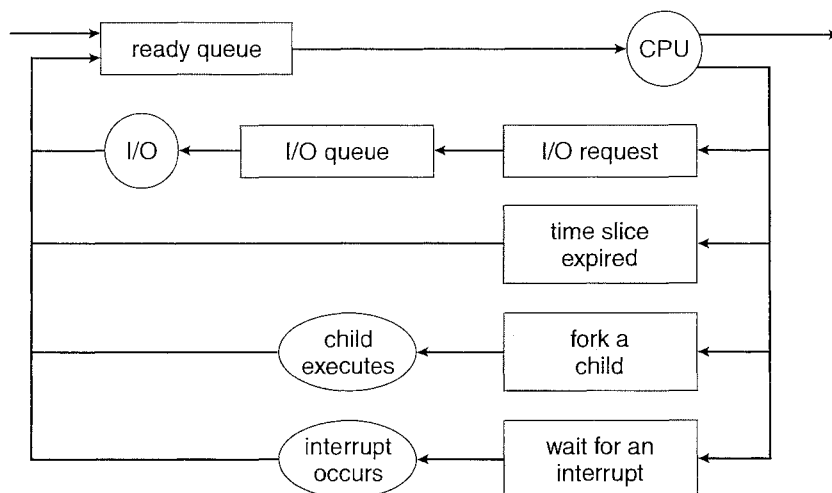 ready queue
CPU
I/O
I/O queue
I/O request
time slice
expired
child
executes
fork a
child
interrupt
occurs
wait for an
interrupt